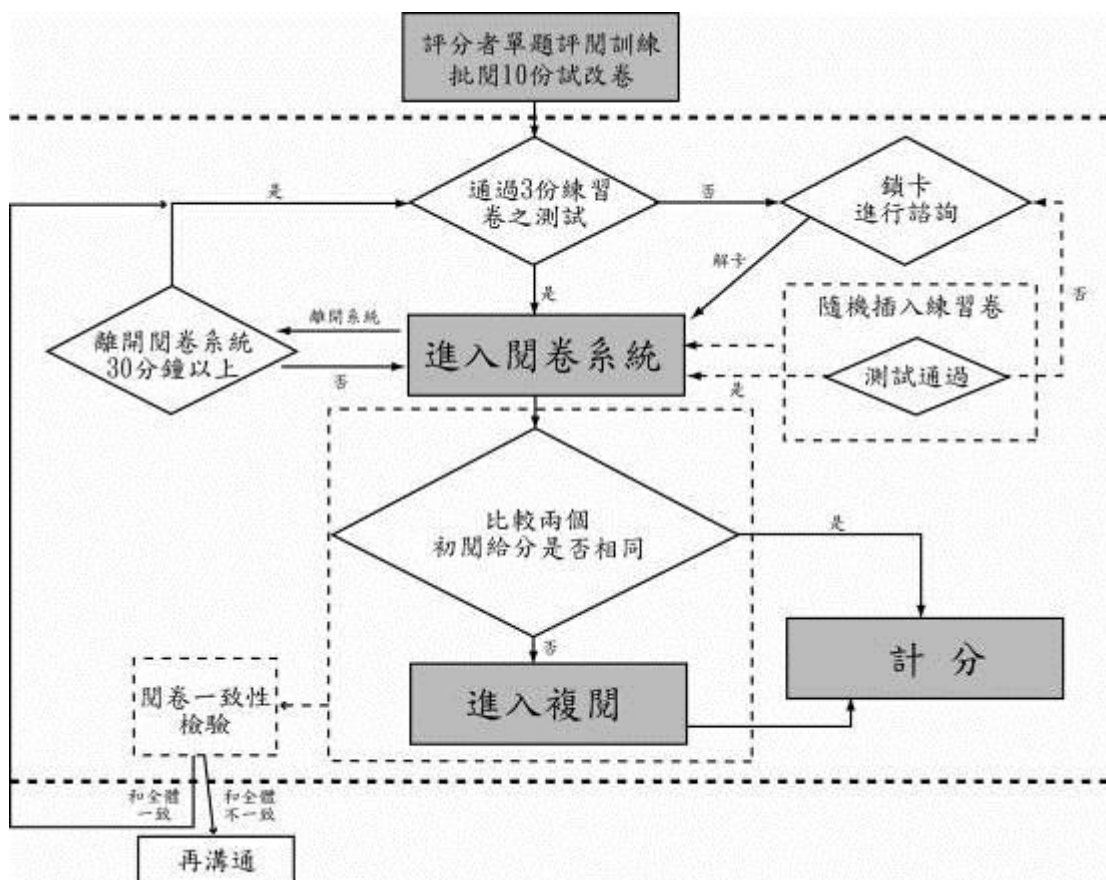 評分者單題評閱訓練
批閱10份試改卷
是
通過3份練習
卷之測試
否
鎖卡
進行諮詢
解卡
是
否
隨機插入練習卷
離開閱卷系統
30分鐘以上
離開系統
否
進入閱卷系統
是
測試通過
比較兩個
初閱給分是否相同
是
否
計分
進入複閱
閱卷一致性
檢驗
和全體
一致
和全體
不一致
再溝通